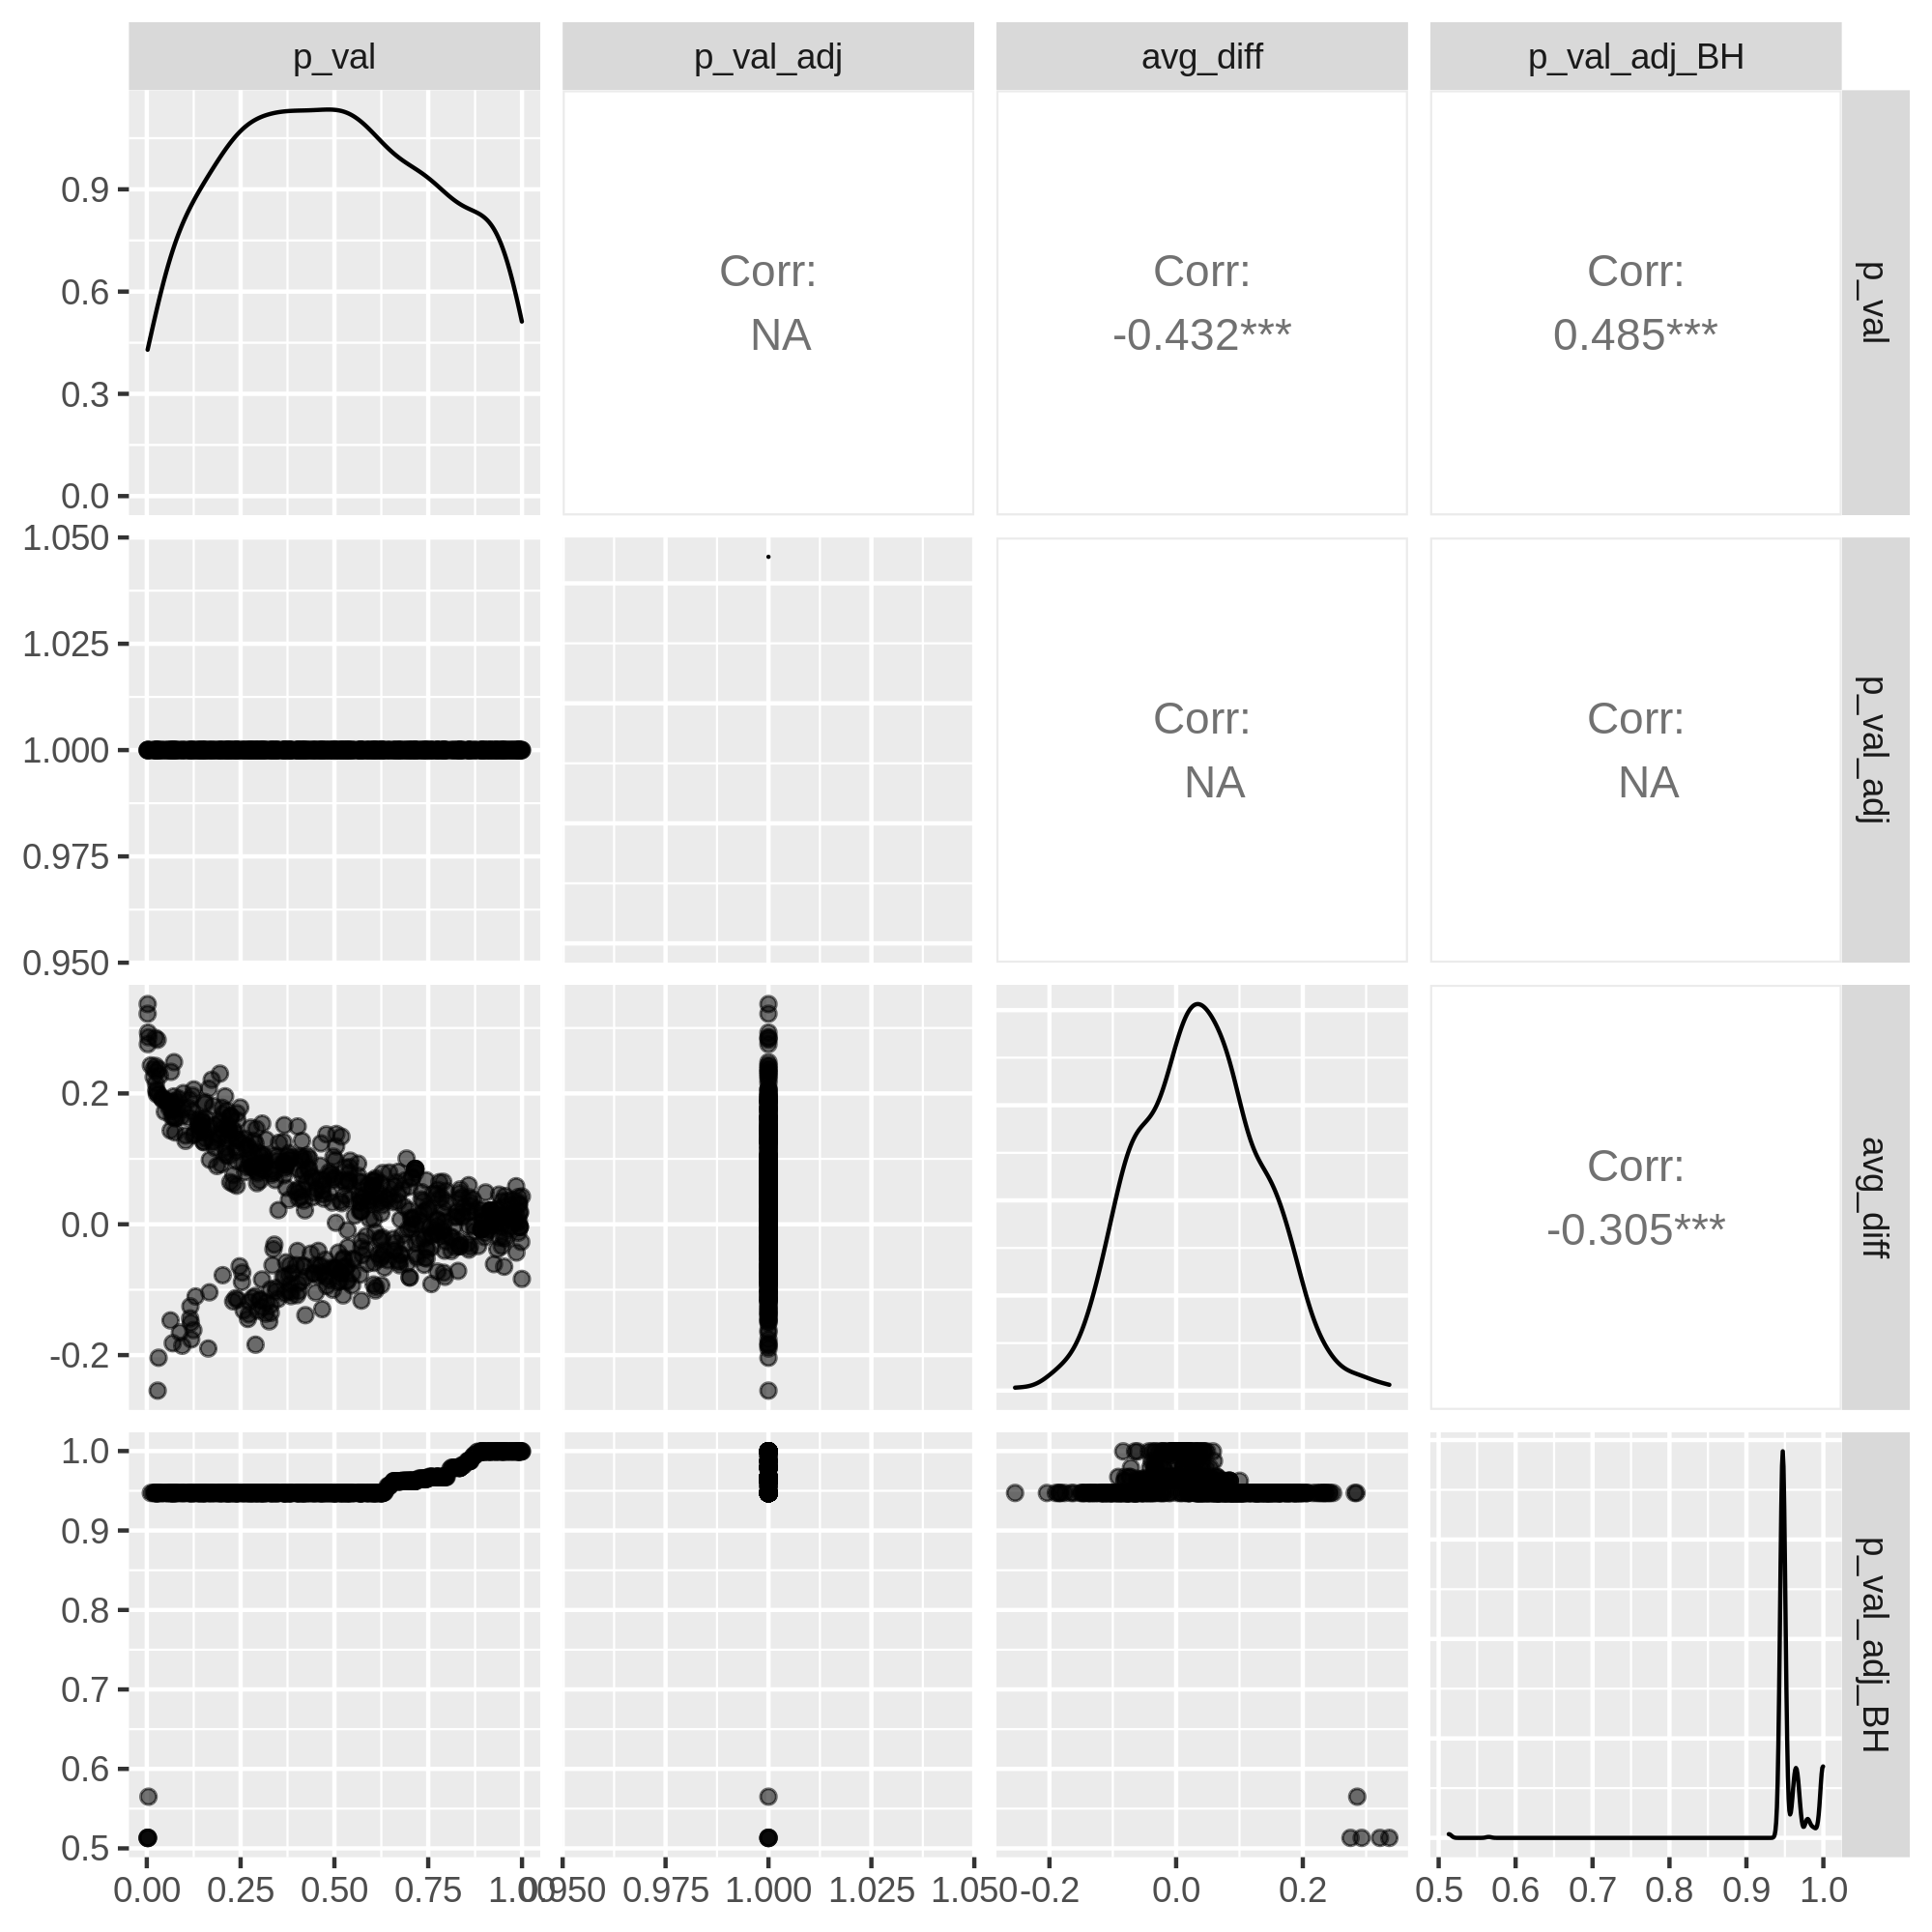 p_val p_val_adj avg_diff p_val_adj_BH
0.9
0.6
0.3
0.0
Corr:
NA
Corr:
-0.432***
Corr:
0.485***
p_val
1.050
1.025
1.000
0.975
0.950
Corr:
NA
Corr:
NA
p_val_adj
0.2
0.0
-0.2
Corr:
-0.305***
avg_diff
1.0
0.9
0.8
0.7
0.6
0.5
p_val_adj_BH
0.00 0.25 0.50 0.75 1.00
0.950 0.975 1.000 1.025 1.050
-0.2 0.0 0.2
0.5 0.6 0.7 0.8 0.9 1.0